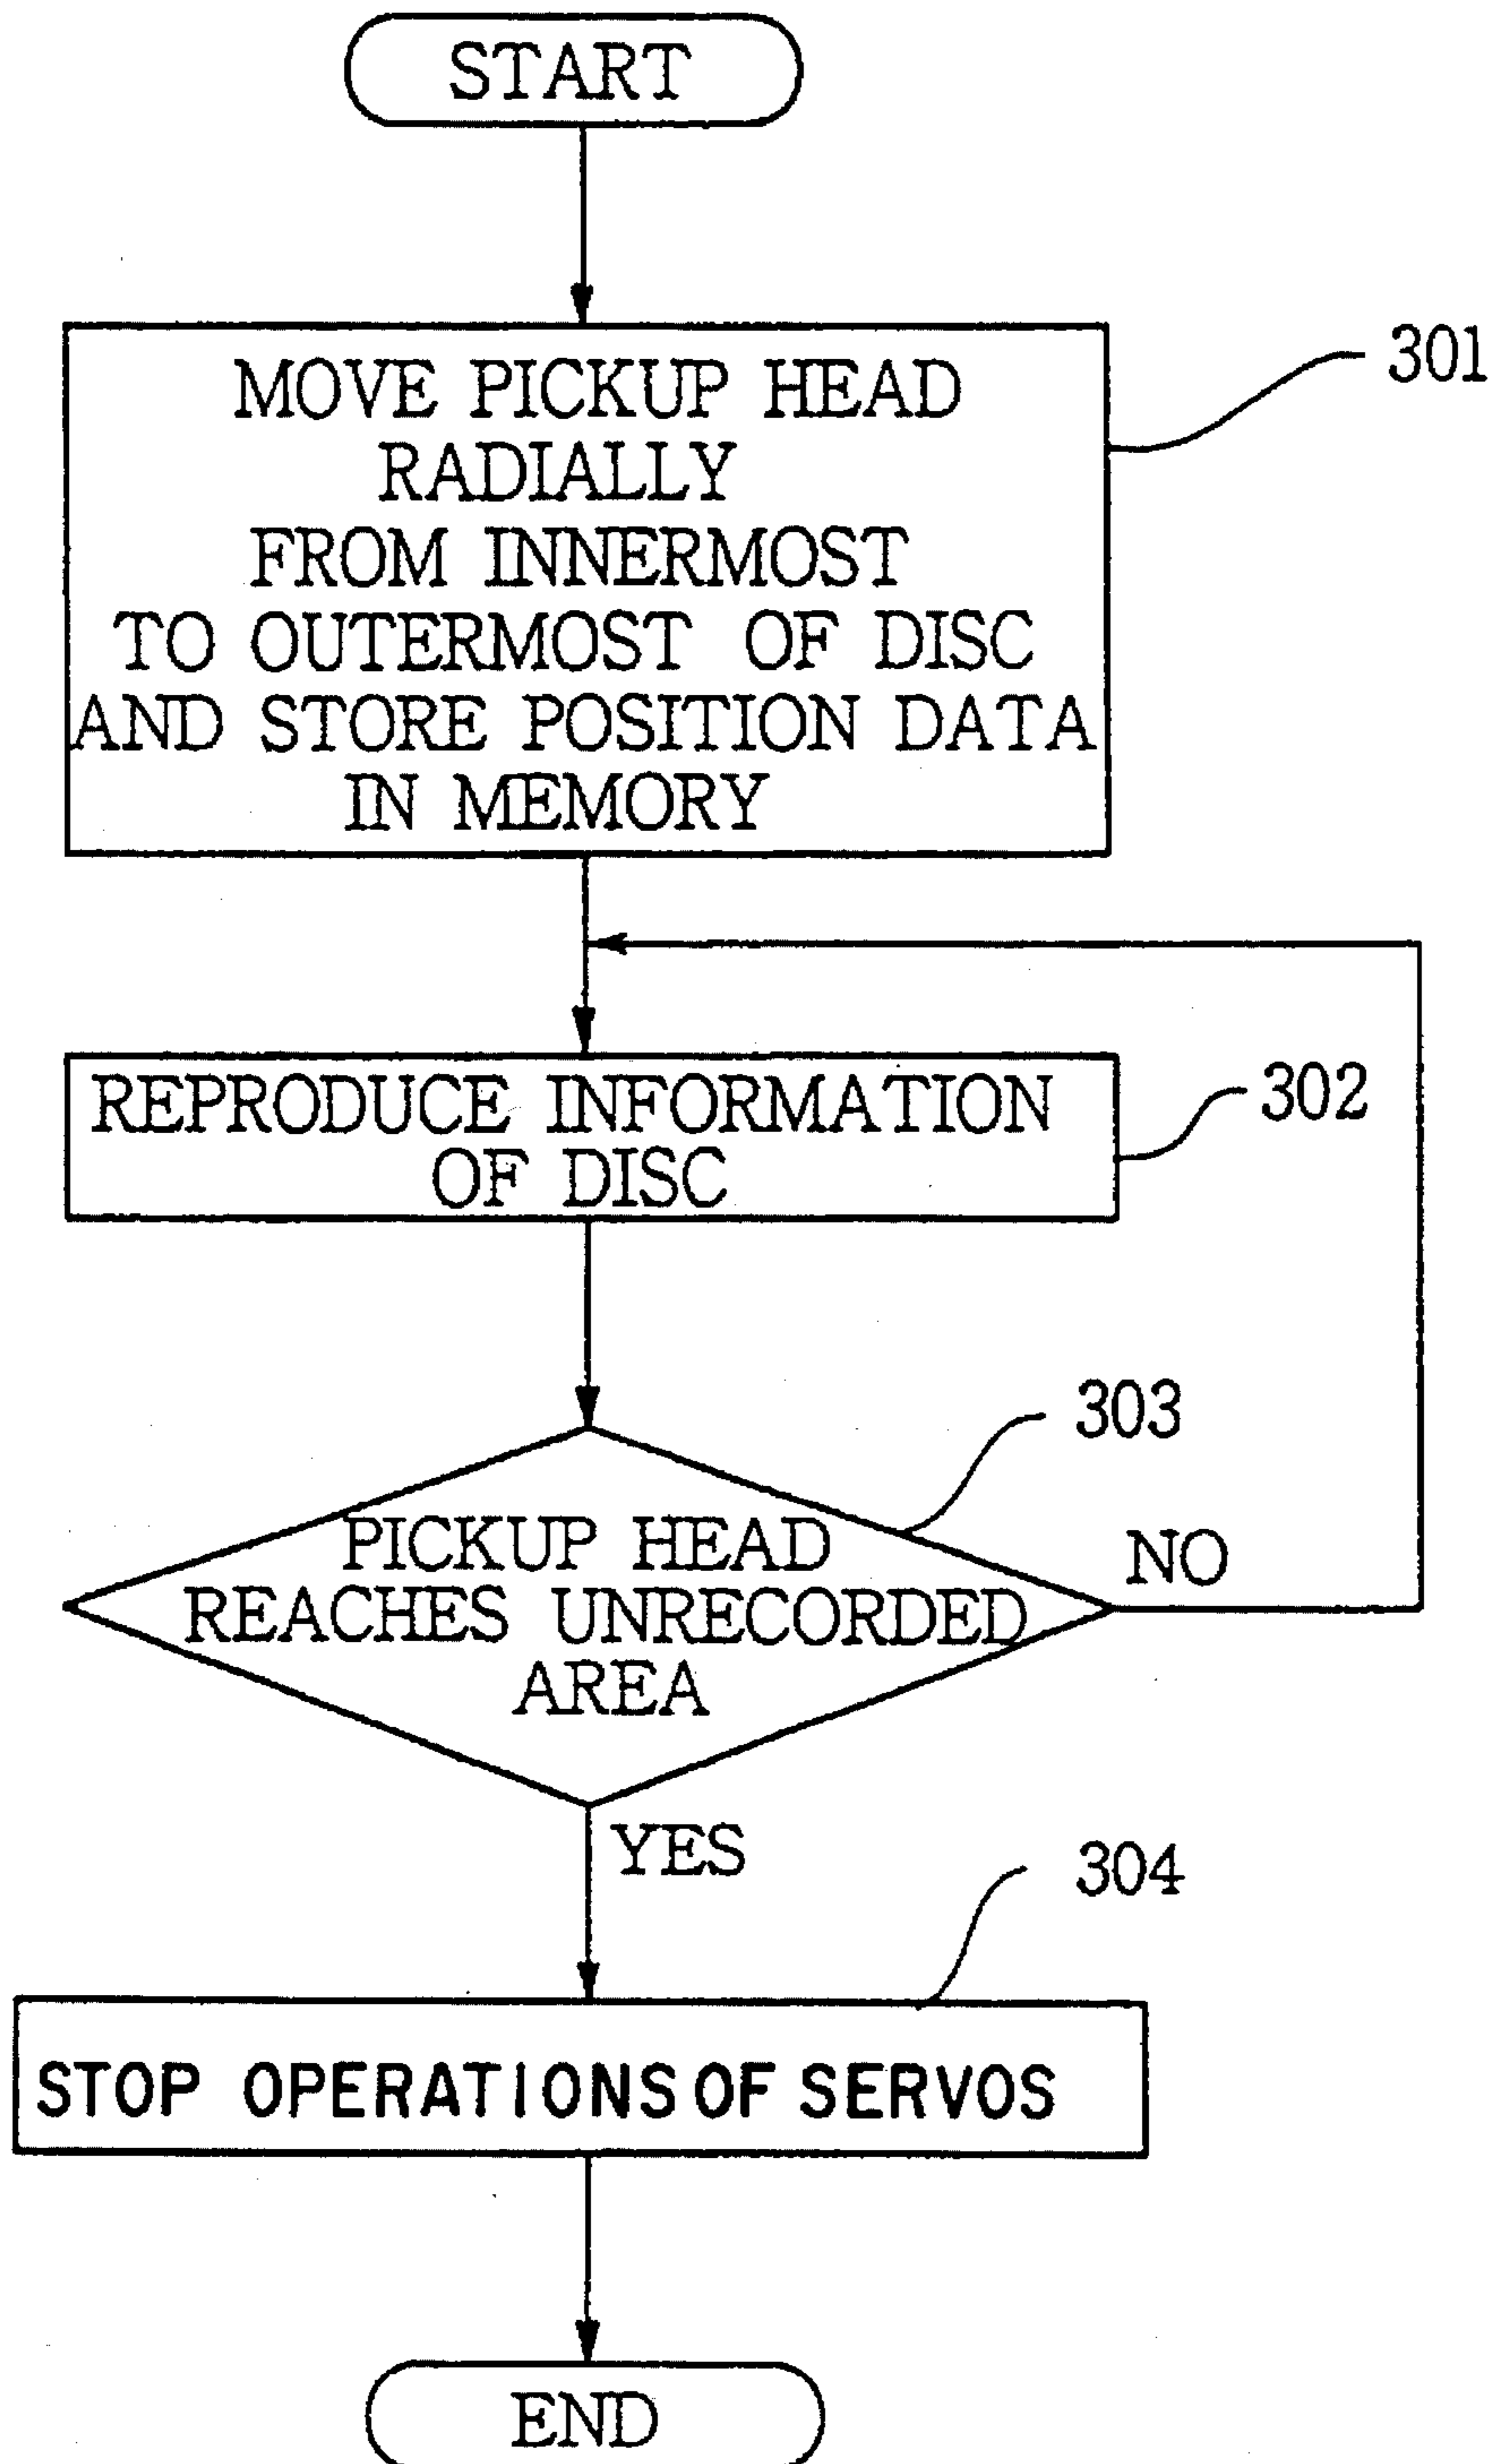 START
MOVE PICKUP HEAD
RADIALLY
FROM INNERMOST
TO OUTERMOST OF DISC
AND STORE POSITION DATA
IN MEMORY
301
REPRODUCE INFORMATION
OF DISC
302
303
PICKUP HEAD
REACHES UNRECORDED
AREA
NO
YES
304
STOP OPERATIONS OF SERVOS
END